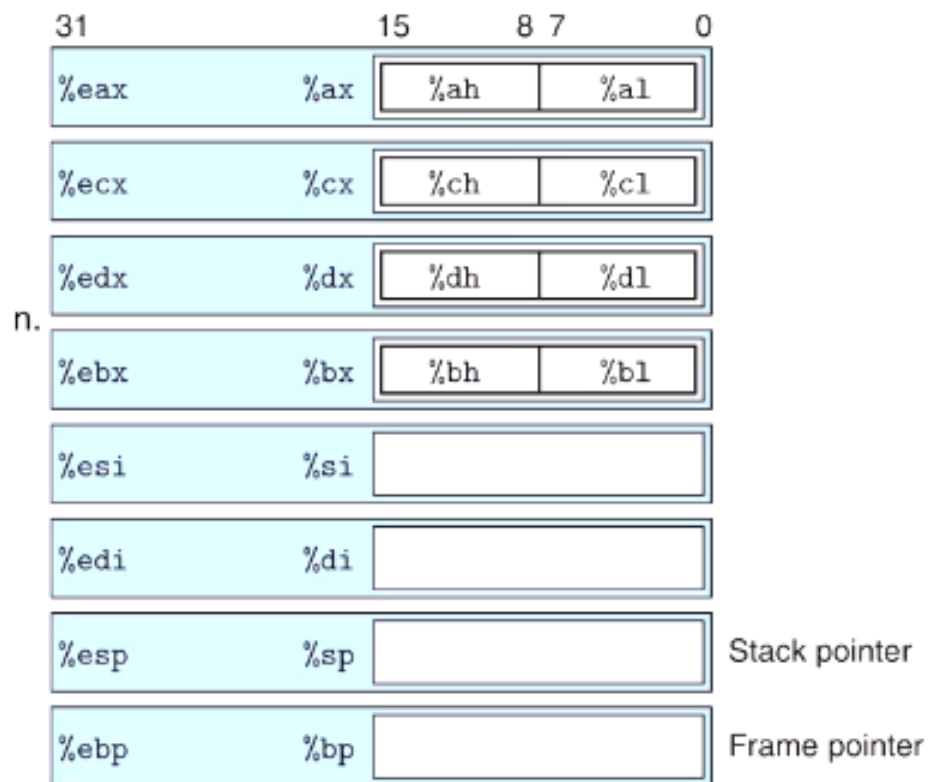 31 15 8 7 0
%eax %ax %ah %al
%ecx %cx %ch %cl
%edx %dx %dh %dl
n.
%ebx %bx %bh %bl
%esi %si
%edi %di
%esp %sp Stack pointer
%ebp %bp Frame pointer